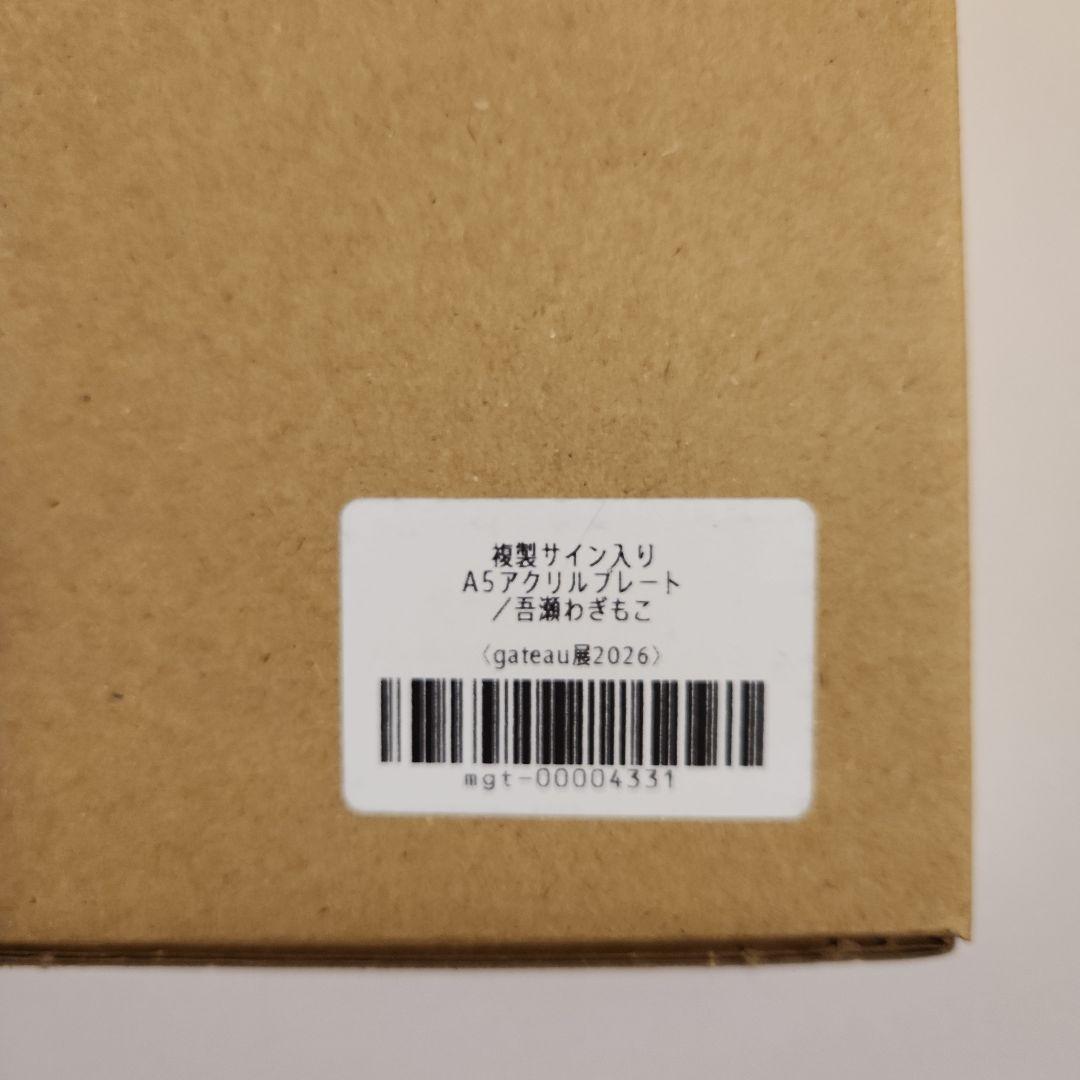 複製サイン入り
A5アクリルプレート
／吾瀬わぎもこ
〈gateau展2026〉
mgt-00004331